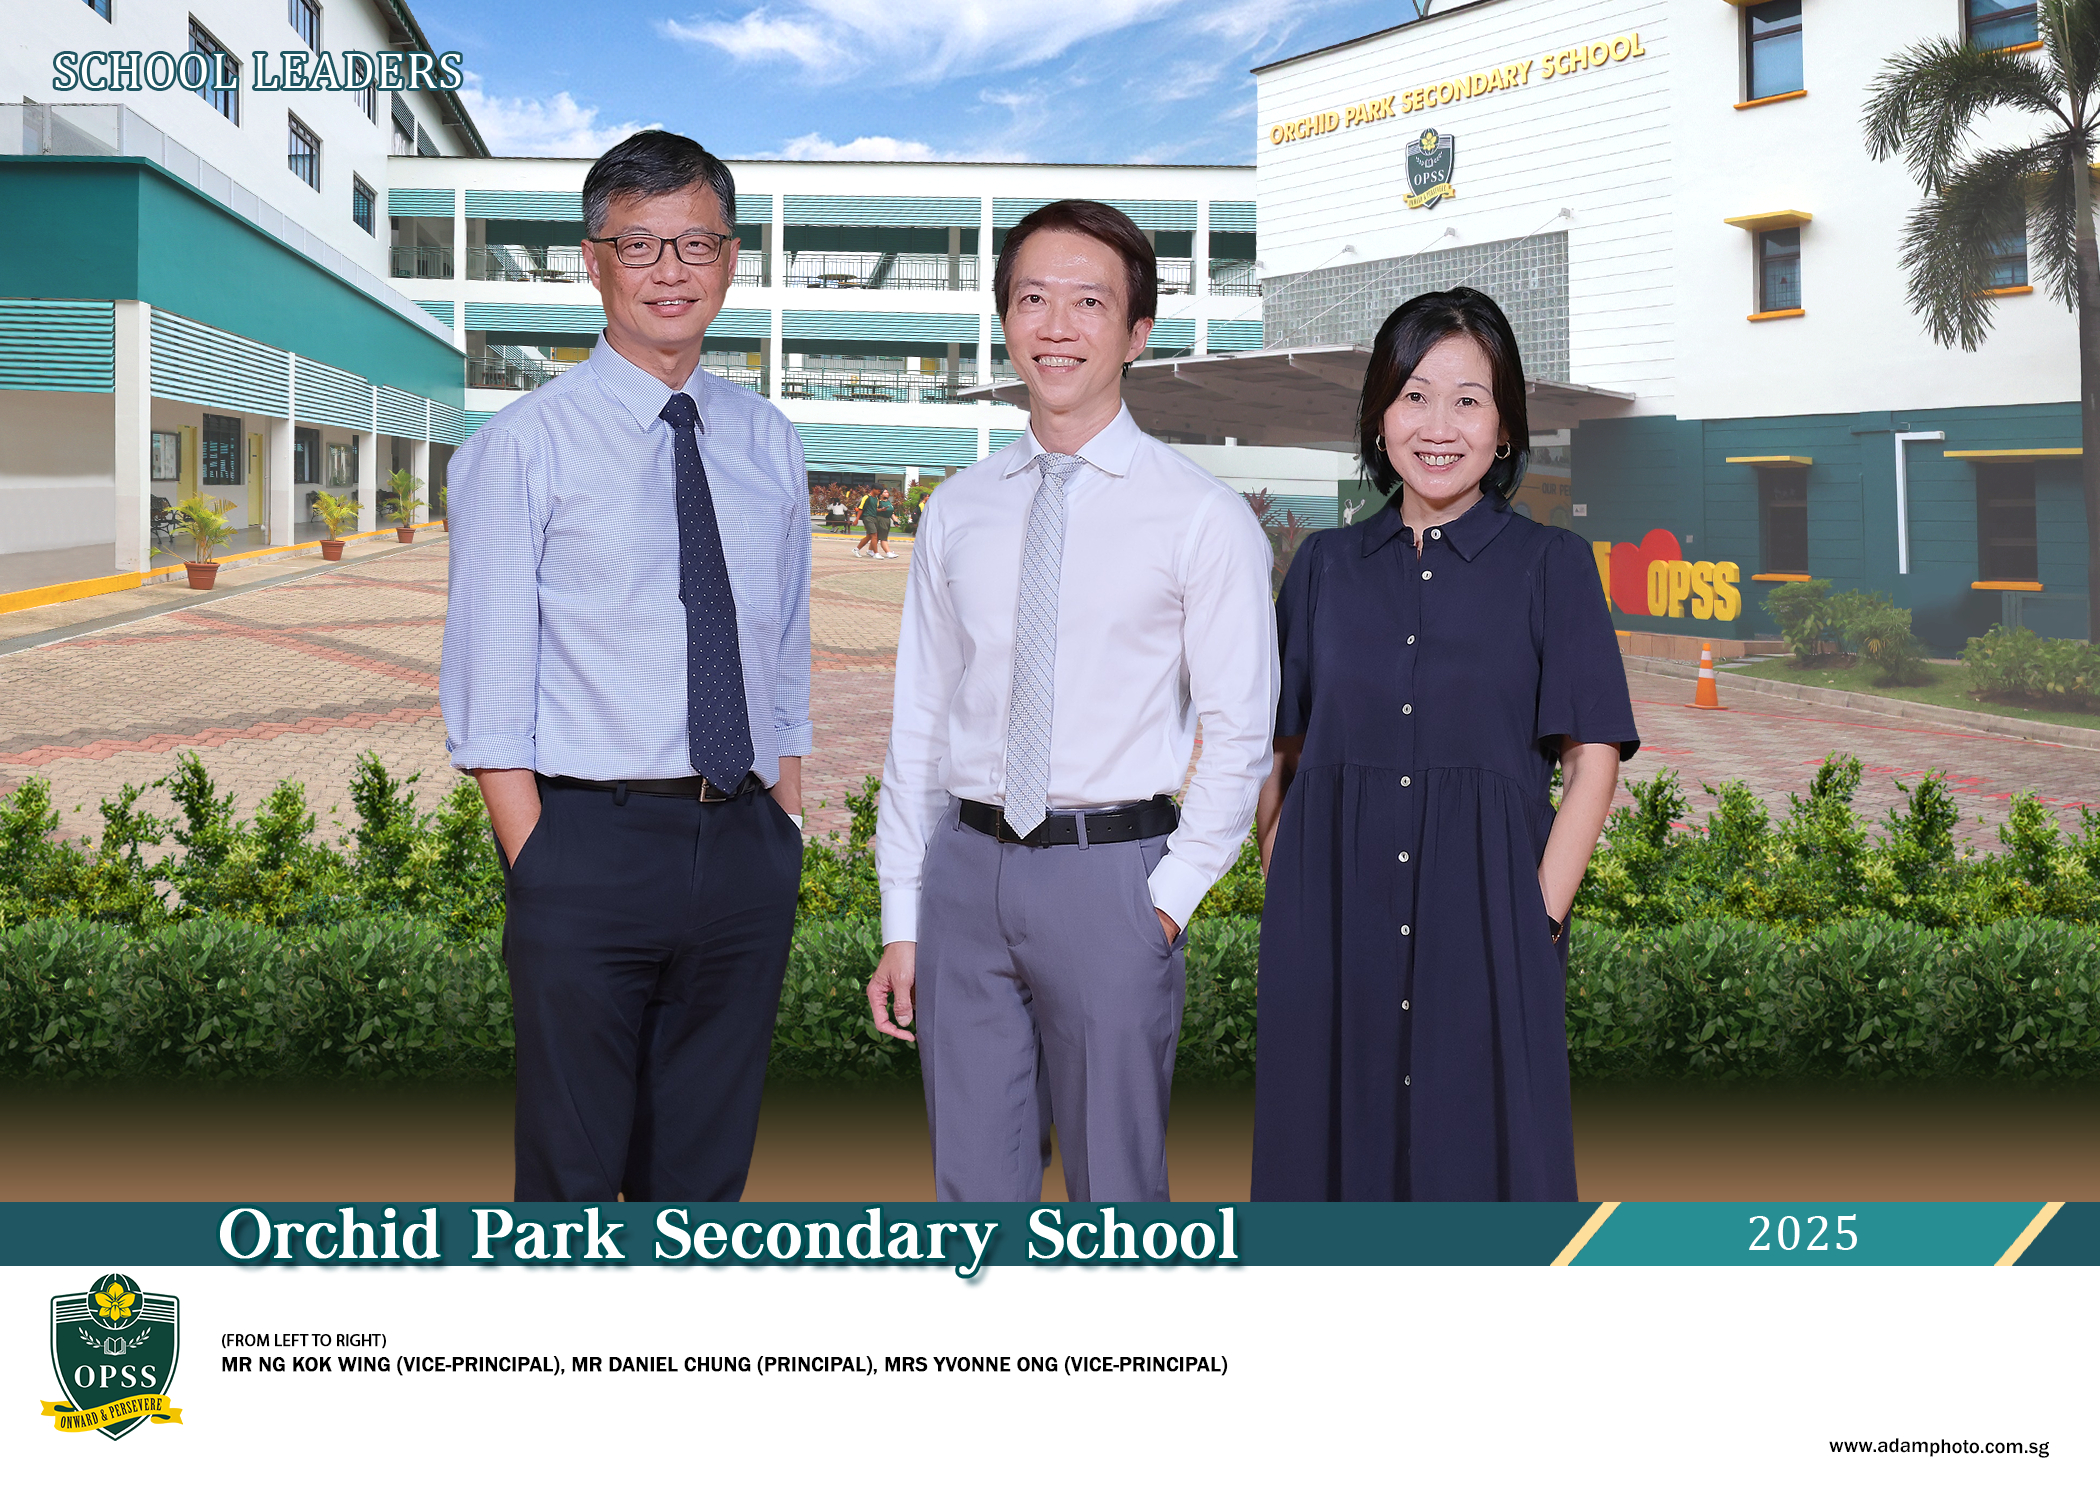 SCHOOL LEADERS
ORCHID PARK SECONDARY SCHOOL
OPSS
I
OPSS
Orchid Park Secondary School
2025
OPSS
ONWARD & PERSEVERE
(FROM LEFT TO RIGHT)
MR NG KOK WING (VICE-PRINCIPAL), MR DANIEL CHUNG (PRINCIPAL), MRS YVONNE ONG (VICE-PRINCIPAL)
www.adamphoto.com.sg